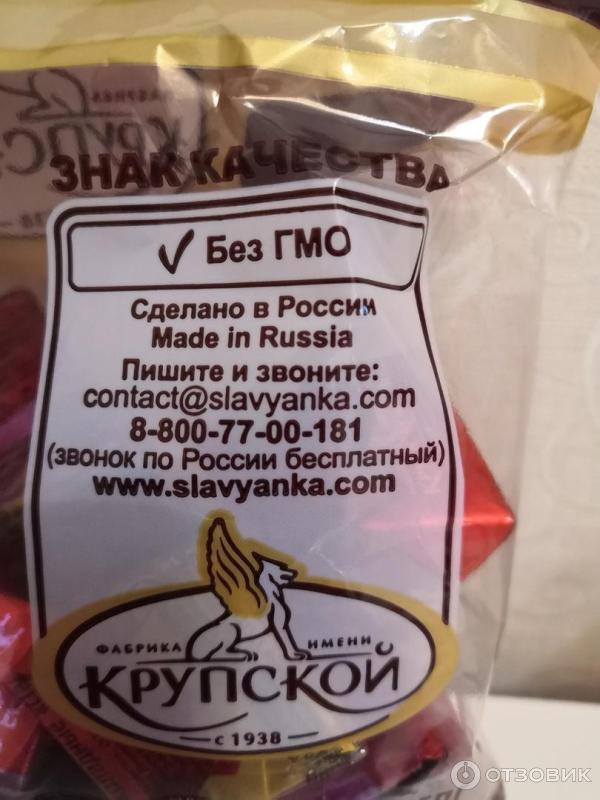 ЗНАК КАЧЕСТВА
✓ Без ГМО
Сделано в России
Made in Russia
Пишите и звоните:
contact@slavyanka.com
8-800-77-00-181
(звонок по России бесплатный)
www.slavyanka.com
ФАБРИКА ИМЕНИ
КРУПСКОЙ
с 1938
ОТЗОВИК